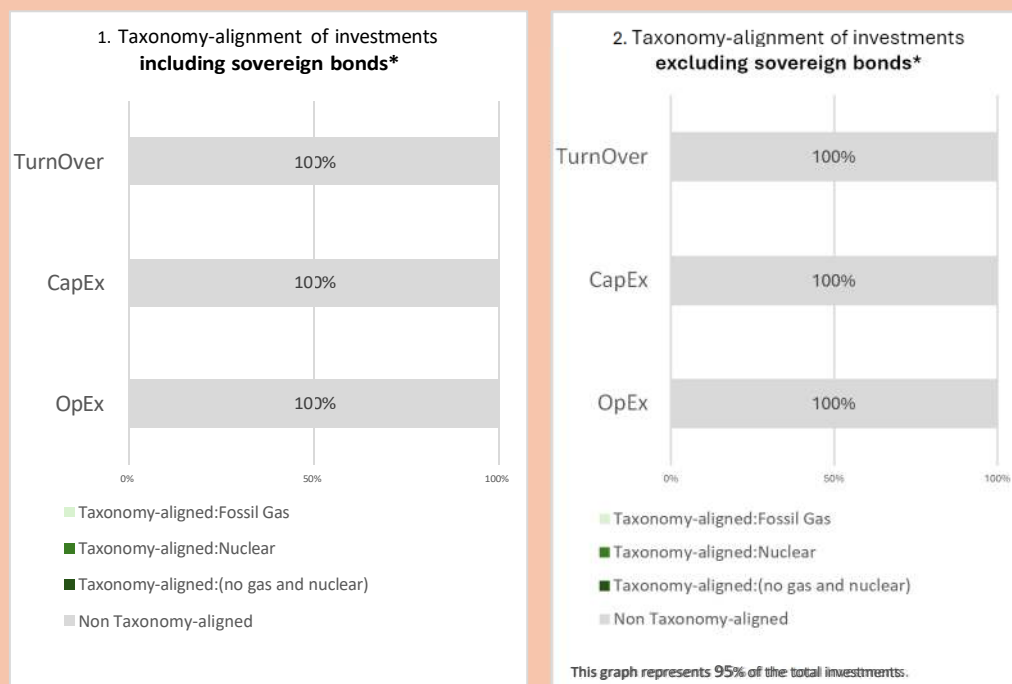 1. Taxonomy-alignment of investments
including sovereign bonds*
TurnOver
100%
CapEx
100%
OpEx
100%
0%
50%
100%
Taxonomy-aligned:Fossil Gas
Taxonomy-aligned:Nuclear
Taxonomy-aligned:(no gas and nuclear)
Non Taxonomy-aligned
2. Taxonomy-alignment of investments
excluding sovereign bonds*
TurnOver
100%
CapEx
100%
OpEx
100%
0%
50%
100%
Taxonomy-aligned:Fossil Gas
Taxonomy-aligned:Nuclear
Taxonomy-aligned:(no gas and nuclear)
Non Taxonomy-aligned
This graph represents 95% of the total investments.